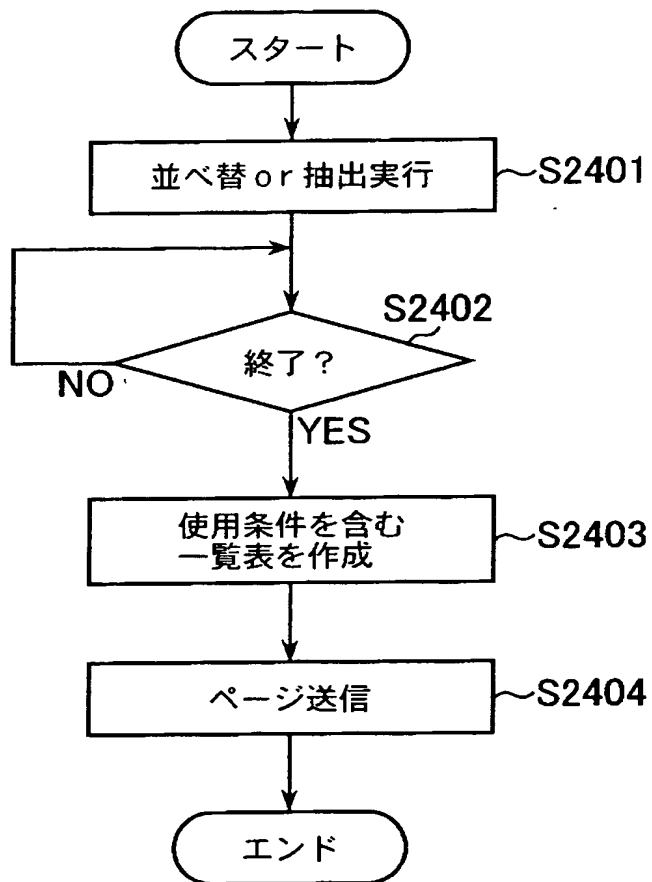 スタート
並べ替or抽出実行
S2401
S2402
終了?
NO
YES
使用条件を含む
一覧表を作成
S2403
ページ送信
S2404
エンド